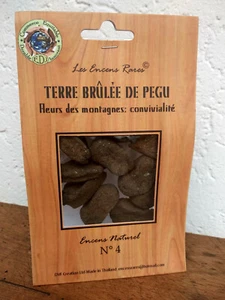 Les Encens Rares©
TERRE BRÛLÉE DE PEGU
Fleurs des montagnes: convivialité
Encens Naturel
N° 4